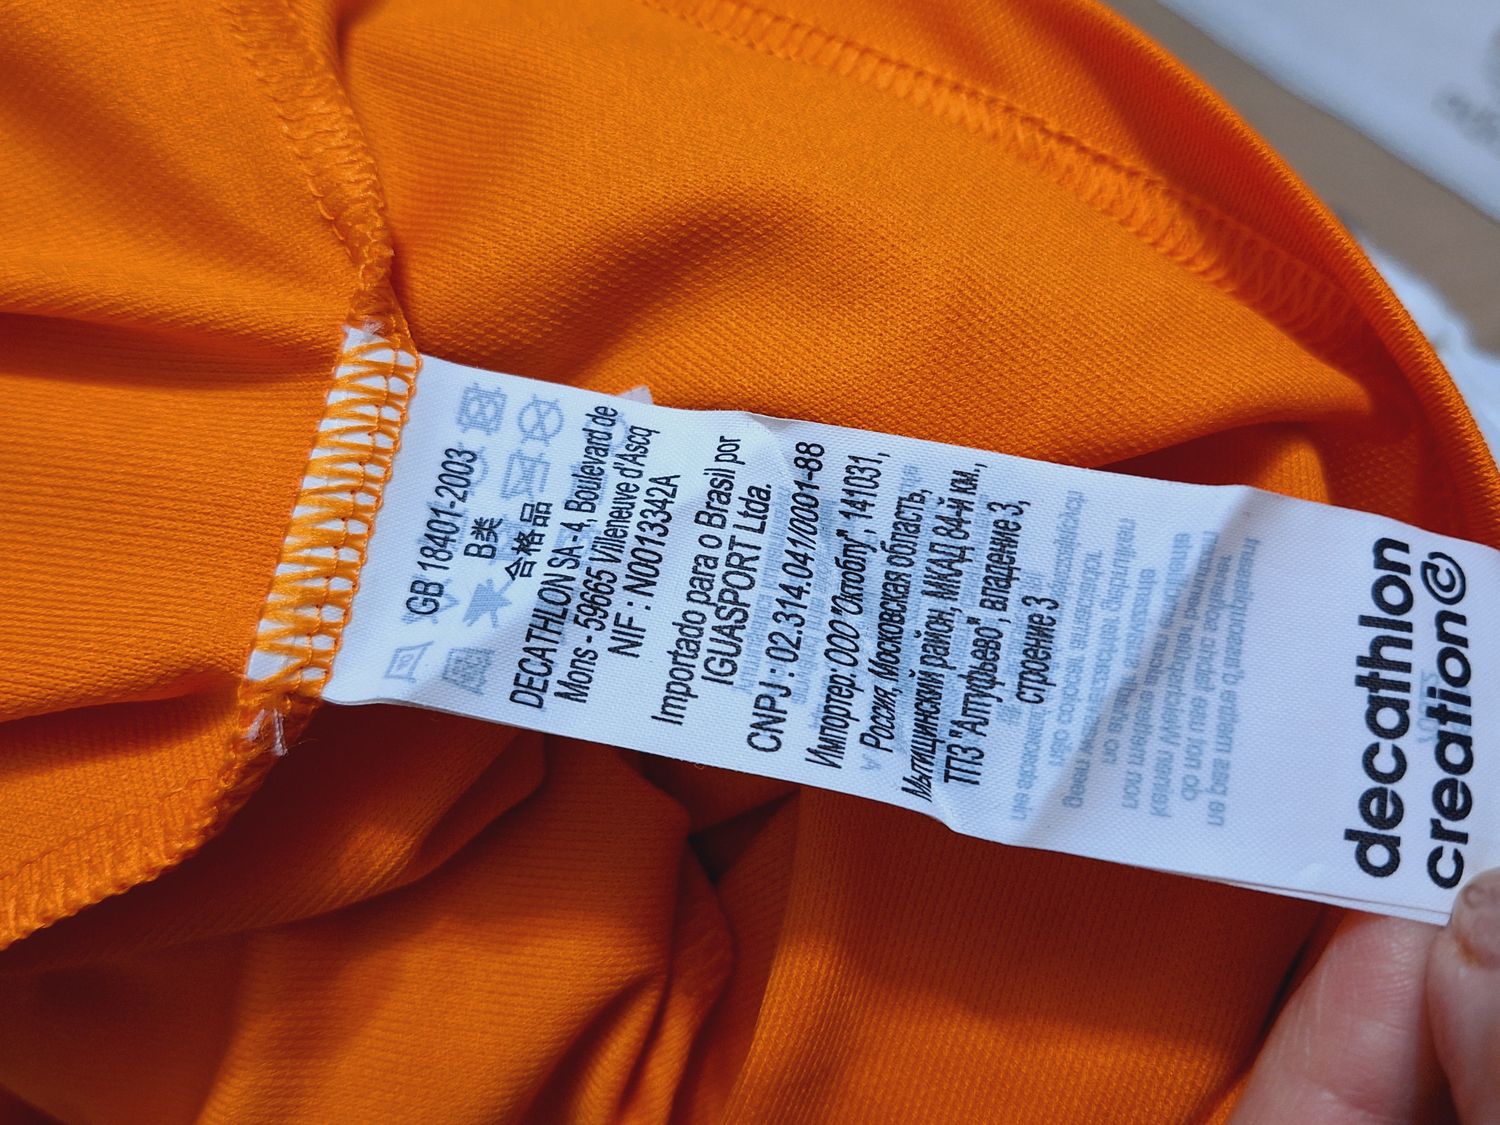 GB 18401-2003
B类
合格品
DECATHLON SA - 4, Boulevard de
Mons - 59665 Villeneuve d'Ascq
NIF : N0013342A
Importado para o Brasil por
IGUASPORT Ltda.
CNPJ : 02.314.041/0001-88
Импортер: ООО "Октоблу", 141031,
Россия, Московская область,
Мытищинский район, МКАД 84-й км.,
ТПЗ "Алтуфьево", владение 3,
строение 3
decathlon
creation©